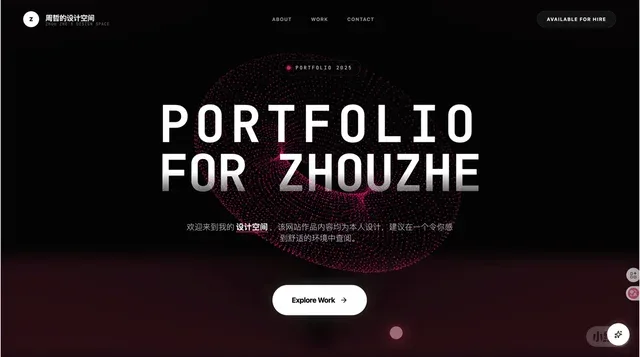 Z
周哲的设计空间
ABOUT
WORK
CONTACT
AVAILABLE FOR HIRE
PORTFOLIO 2025
PORTFOLIO
FOR ZHOUZHE
欢迎来到我的 设计空间 ，该网站作品内容均为本人设计，建议在一个令你感
到舒适的环境中查阅。
Explore Work →